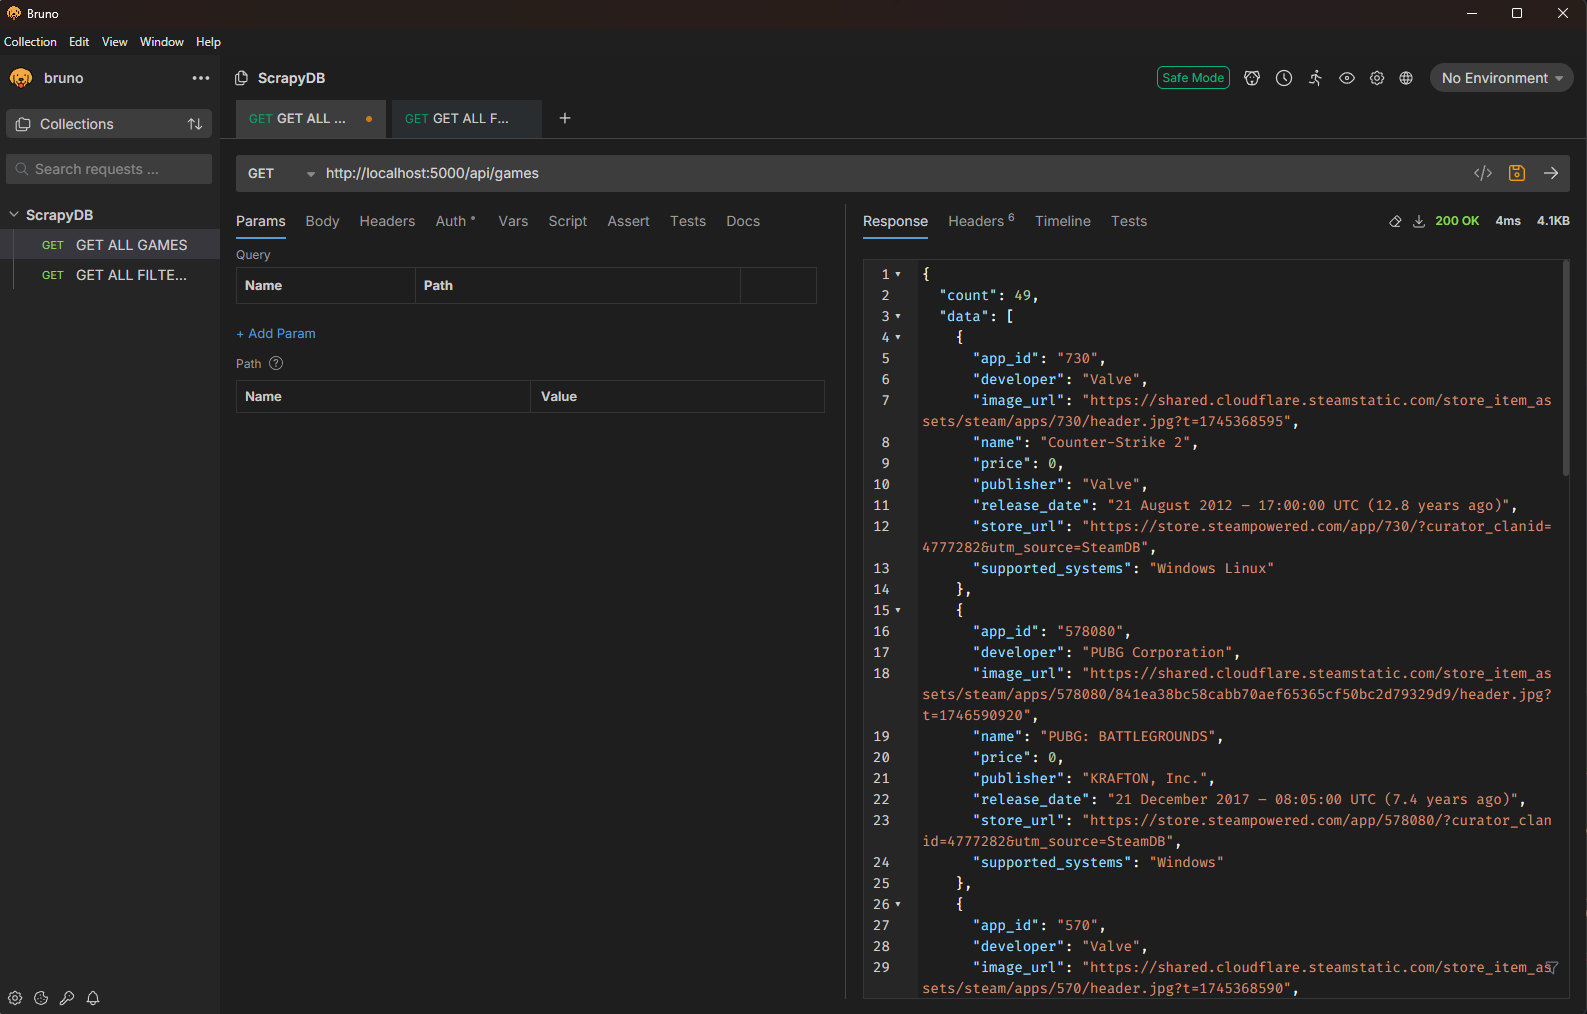 Bruno
Collection Edit View Window Help
bruno
ScrapyDB
Safe Mode
No Environment
Collections
GET GET ALL ...
GET GET ALL F...
Search requests ...
GET http://localhost:5000/api/games
ScrapyDB
GET GET ALL GAMES
GET GET ALL FILTE...
Params Body Headers Auth Vars Script Assert Tests Docs
Query
Name Path
+ Add Param
Path ?
Name Value
Response Headers 6 Timeline Tests
200 OK 4ms 4.1KB
1 {
2 "count": 49,
3 "data": [
4 {
5 "app_id": "730",
6 "developer": "Valve",
7 "image_url": "https://shared.cloudflare.steamstatic.com/store_item_as
sets/steam/apps/730/header.jpg?t=1745368595",
8 "name": "Counter-Strike 2",
9 "price": 0,
10 "publisher": "Valve",
11 "release_date": "21 August 2012 – 17:00:00 UTC (12.8 years ago)",
12 "store_url": "https://store.steampowered.com/app/730/?curator_clanid=
4777282&utm_source=SteamDB",
13 "supported_systems": "Windows Linux"
14 },
15 {
16 "app_id": "578080",
17 "developer": "PUBG Corporation",
18 "image_url": "https://shared.cloudflare.steamstatic.com/store_item_as
sets/steam/apps/578080/841ea38bc58cabb70aef65365cf50bc2d79329d9/header.jpg?
t=1746590920",
19 "name": "PUBG: BATTLEGROUNDS",
20 "price": 0,
21 "publisher": "KRAFTON, Inc.",
22 "release_date": "21 December 2017 – 08:05:00 UTC (7.4 years ago)",
23 "store_url": "https://store.steampowered.com/app/578080/?curator_clan
id=4777282&utm_source=SteamDB",
24 "supported_systems": "Windows"
25 },
26 {
27 "app_id": "570",
28 "developer": "Valve",
29 "image_url": "https://shared.cloudflare.steamstatic.com/store_item_as
sets/steam/apps/570/header.jpg?t=1745368590",